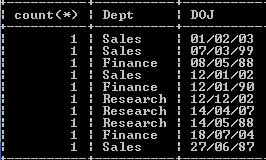 count(*) | Dept | DOJ
1 | Sales | 01/02/03
1 | Sales | 07/03/99
1 | Finance | 08/05/88
1 | Sales | 12/01/02
1 | Finance | 12/01/90
1 | Research | 12/12/02
1 | Research | 14/04/07
1 | Research | 14/05/88
1 | Finance | 18/07/04
1 | Sales | 27/06/87